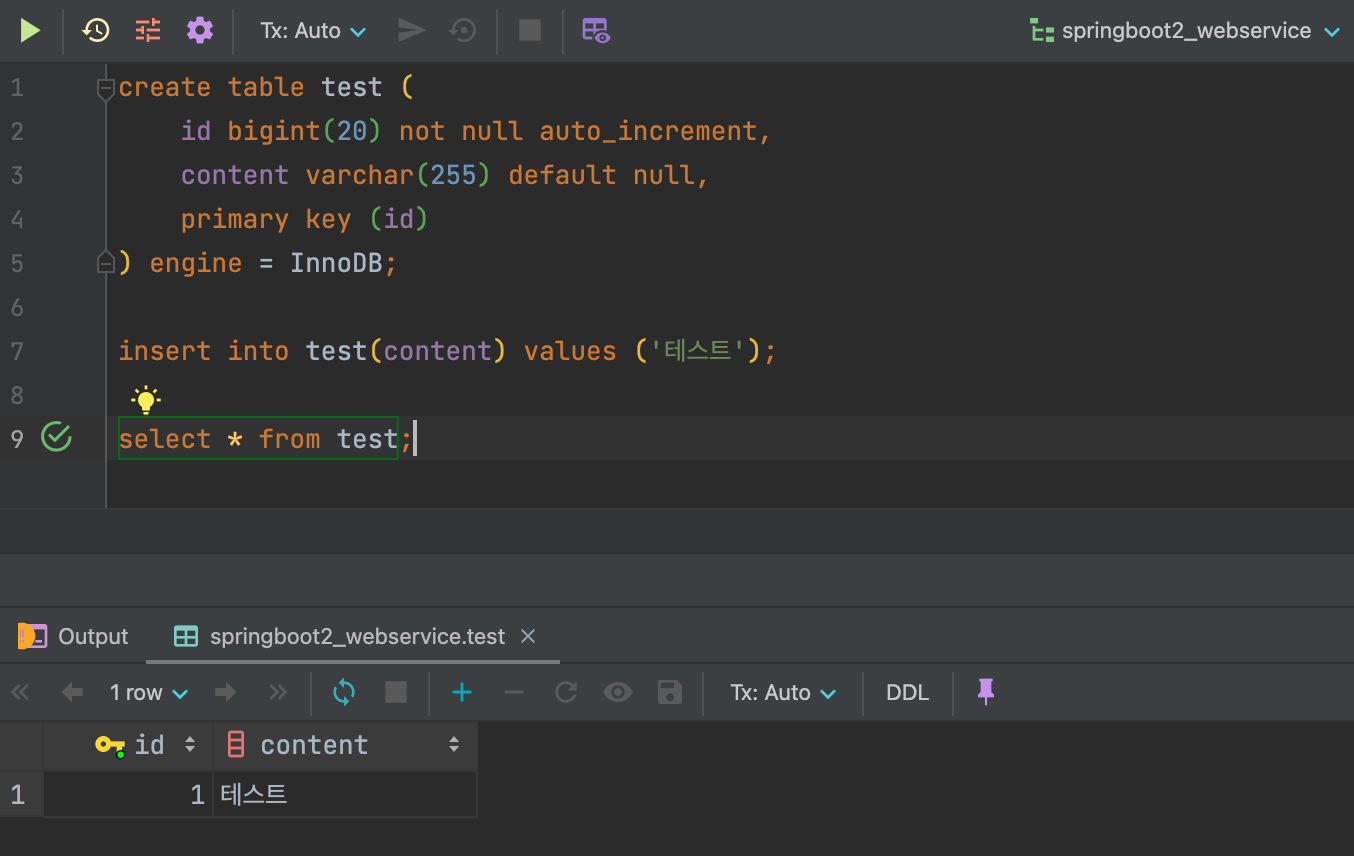 Tx: Auto springboot2_webservice
1 create table test (
2 id bigint(20) not null auto_increment,
3 content varchar(255) default null,
4 primary key (id)
5 ) engine = InnoDB;
6
7 insert into test(content) values ('테스트');
8
9 select * from test;
Output springboot2_webservice.test
1 row Tx: Auto DDL
id content
1 1 테스트